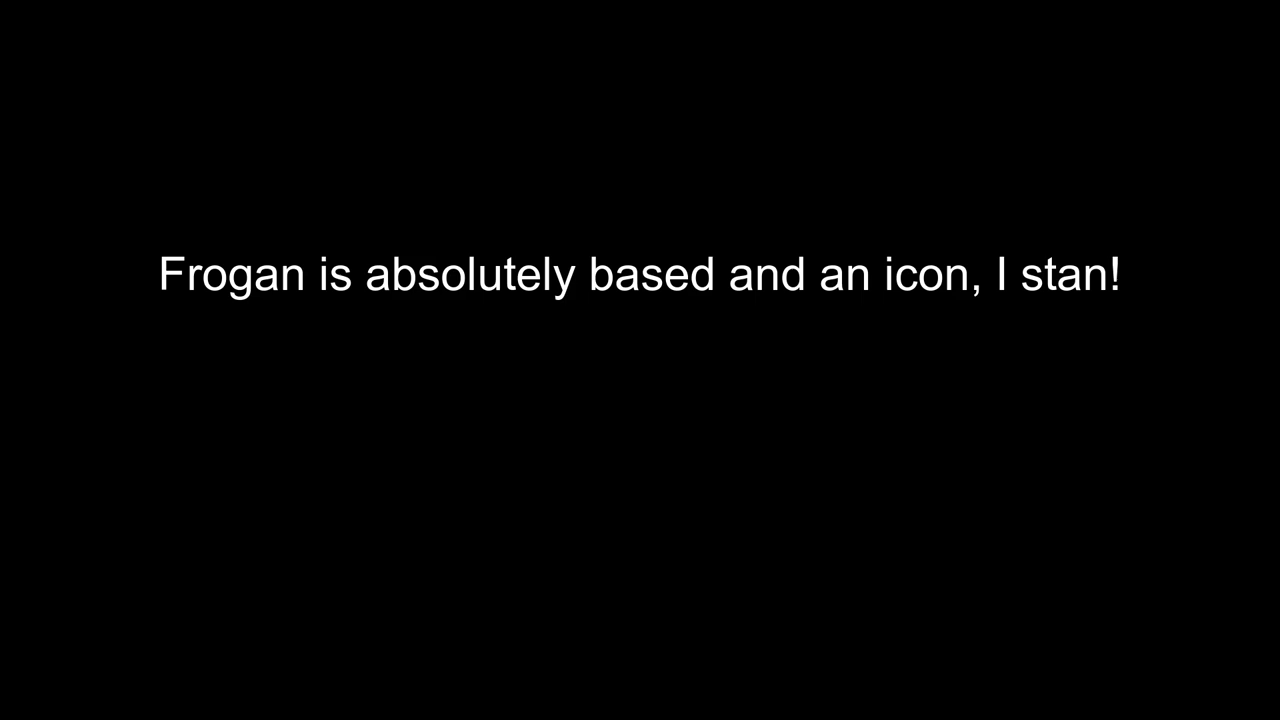 Frogan is absolutely based and an icon, I stan!